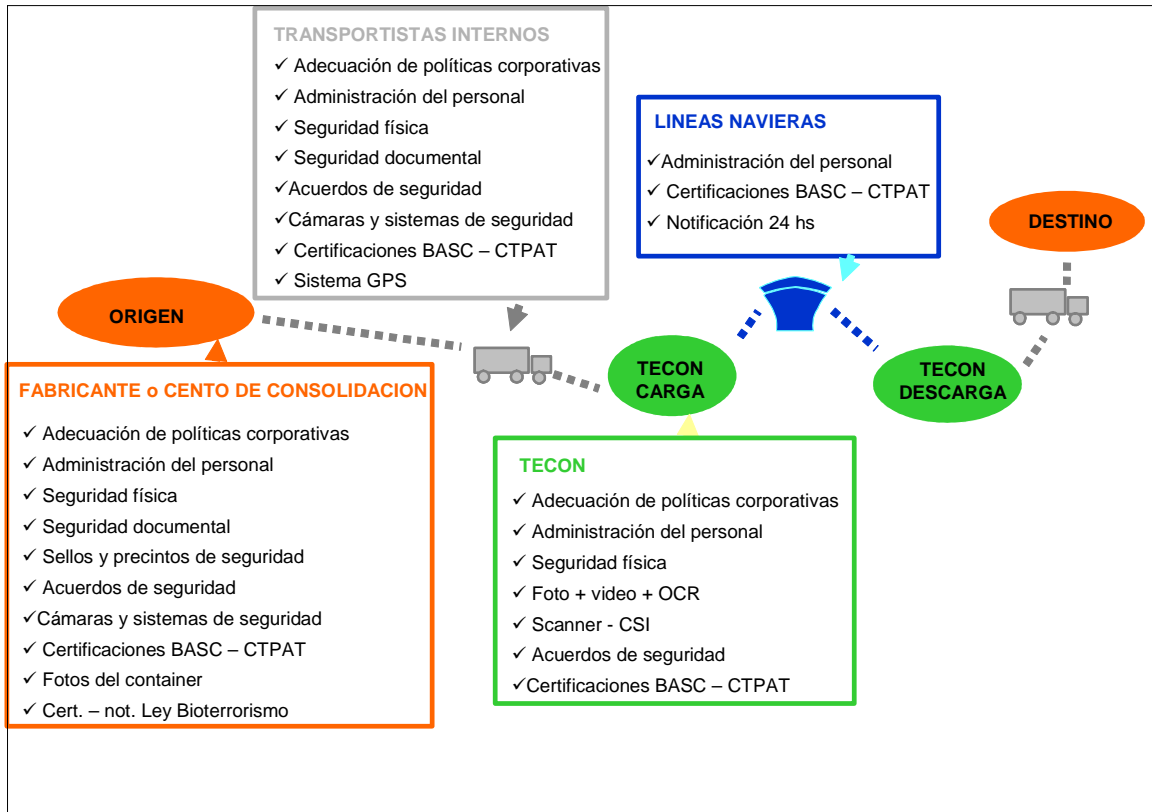 TRANSPORTISTAS INTERNOS
✓ Adecuación de políticas corporativas
✓ Administración del personal
✓ Seguridad física
✓ Seguridad documental
✓Acuerdos de seguridad
✓Cámaras y sistemas de seguridad
✓ Certificaciones BASC – CTPAT
✓ Sistema GPS
LINEAS NAVIERAS
✓Administración del personal
✓ Certificaciones BASC – CTPAT
✓ Notificación 24 hs
DESTINO
ORIGEN
TECON
CARGA
TECON
DESCARGA
FABRICANTE o CENTO DE CONSOLIDACION
✓ Adecuación de políticas corporativas
✓ Administración del personal
✓ Seguridad física
✓ Seguridad documental
✓ Sellos y precintos de seguridad
✓ Acuerdos de seguridad
✓Cámaras y sistemas de seguridad
✓ Certificaciones BASC – CTPAT
✓ Fotos del container
✓ Cert. – not. Ley Bioterrorismo
TECON
✓ Adecuación de políticas corporativas
✓ Administración del personal
✓ Seguridad física
✓ Foto + video + OCR
✓ Scanner - CSI
✓ Acuerdos de seguridad
✓Certificaciones BASC – CTPAT